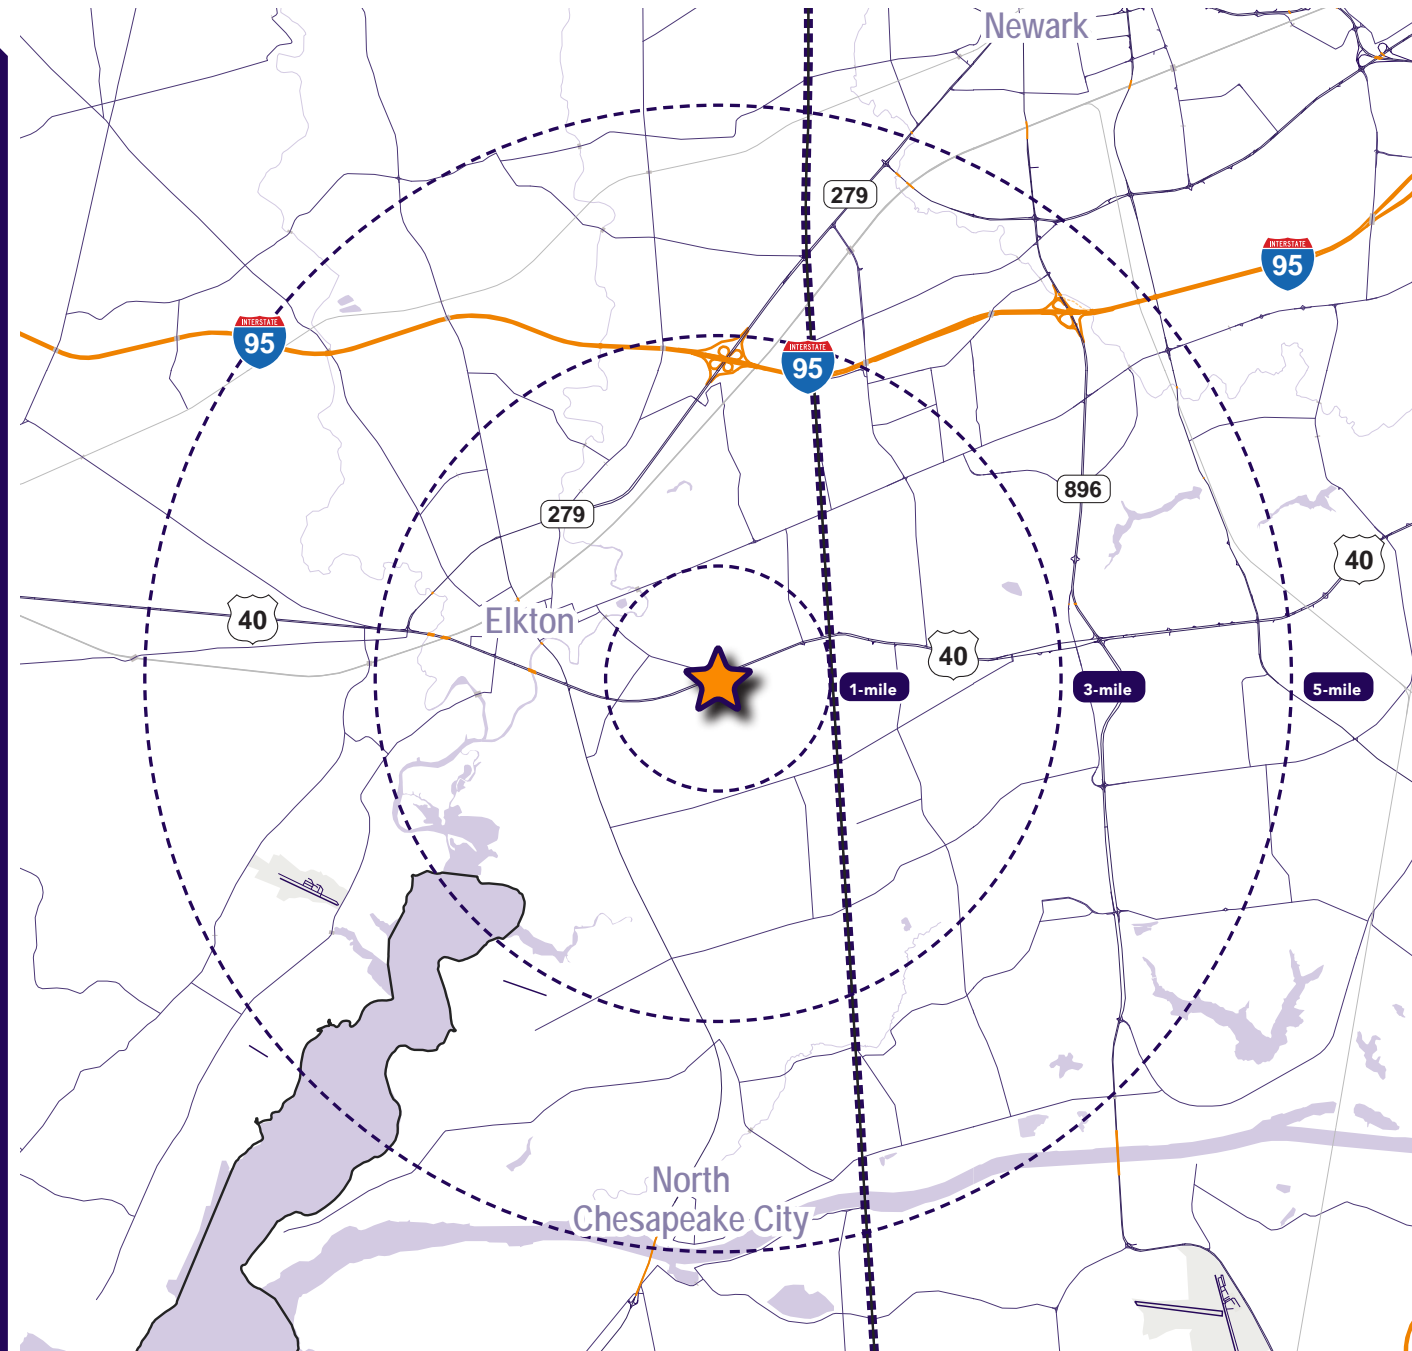 Newark
279
INTERSTATE
95
INTERSTATE
95
INTERSTATE
95
896
279
40
40
Elkton
40
1-mile
3-mile
5-mile
North
Chesapeake City